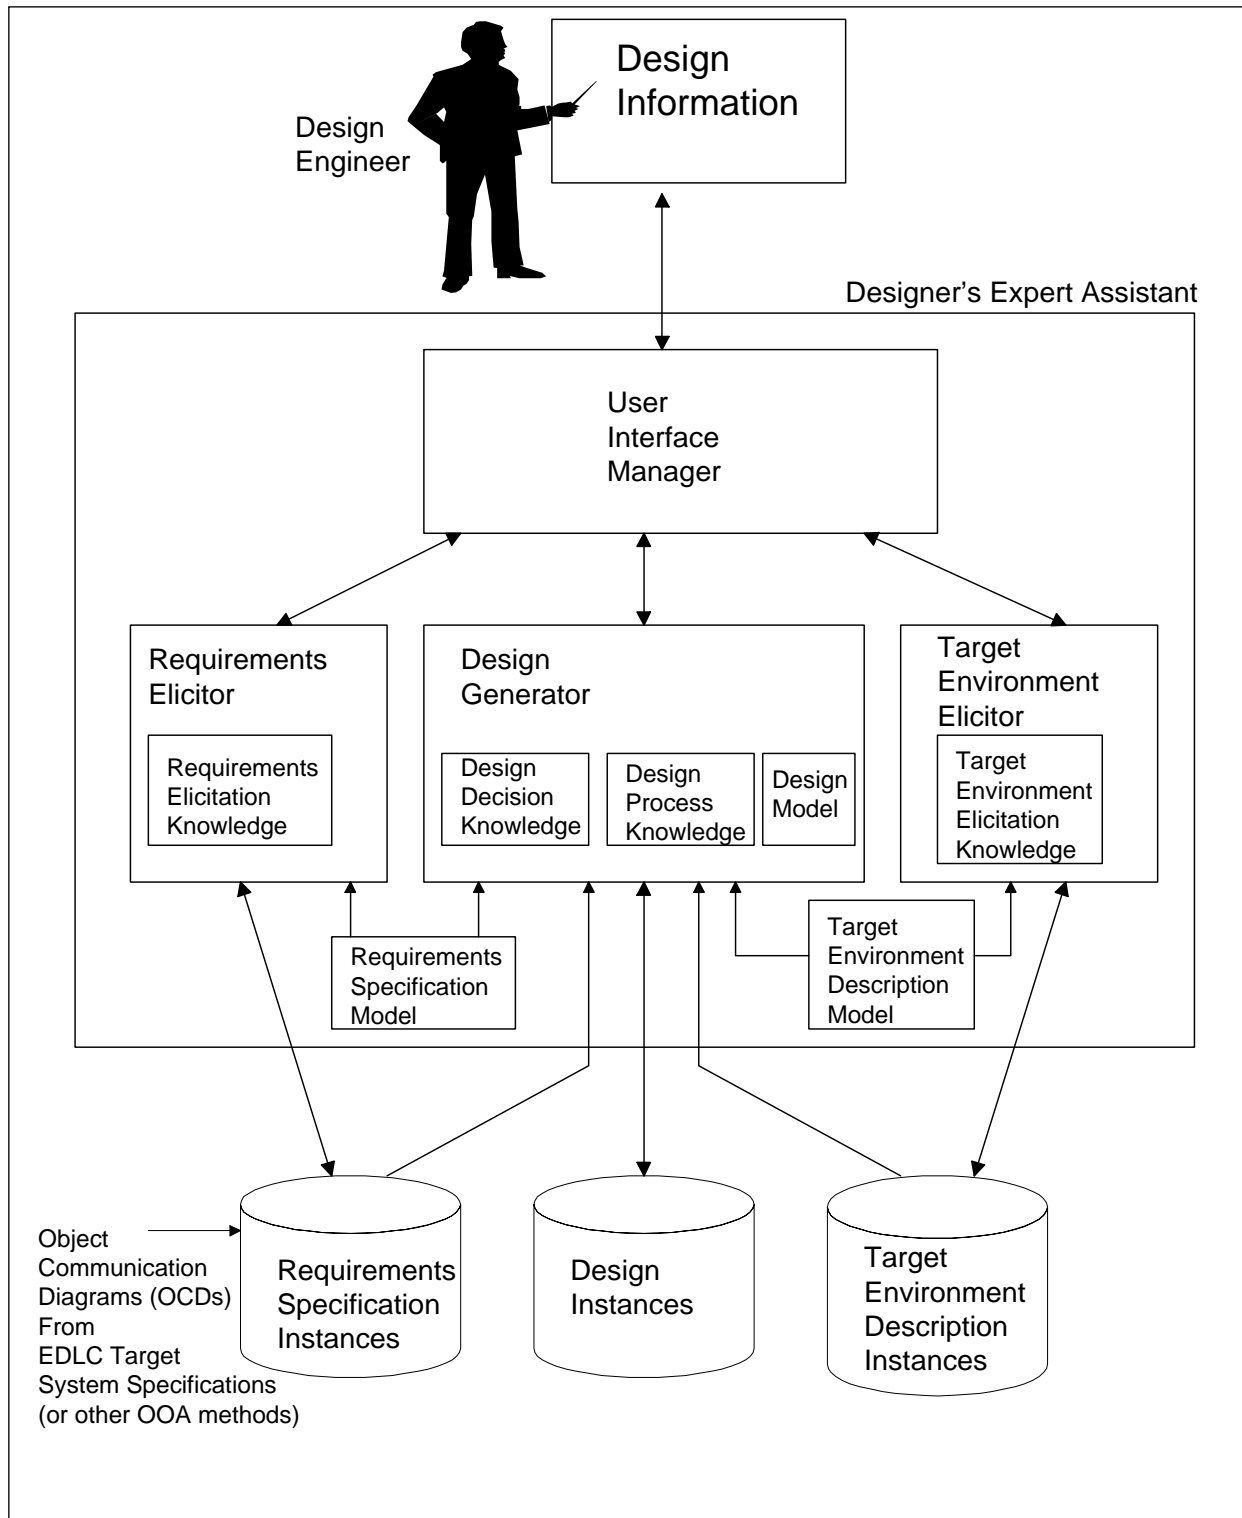 Design
Information
Design
Engineer
Designer’s Expert Assistant
User
Interface
Manager
Requirements
Elicitor
Requirements
Elicitation
Knowledge
Design
Generator
Design
Decision
Knowledge
Design
Process
Knowledge
Design
Model
Target
Environment
Elicitor
Target
Environment
Elicitation
Knowledge
Requirements
Specification
Model
Target
Environment
Description
Model
Object
Communication
Diagrams (OCDs)
From
EDLC Target
System Specifications
(or other OOA methods)
Requirements
Specification
Instances
Design
Instances
Target
Environment
Description
Instances